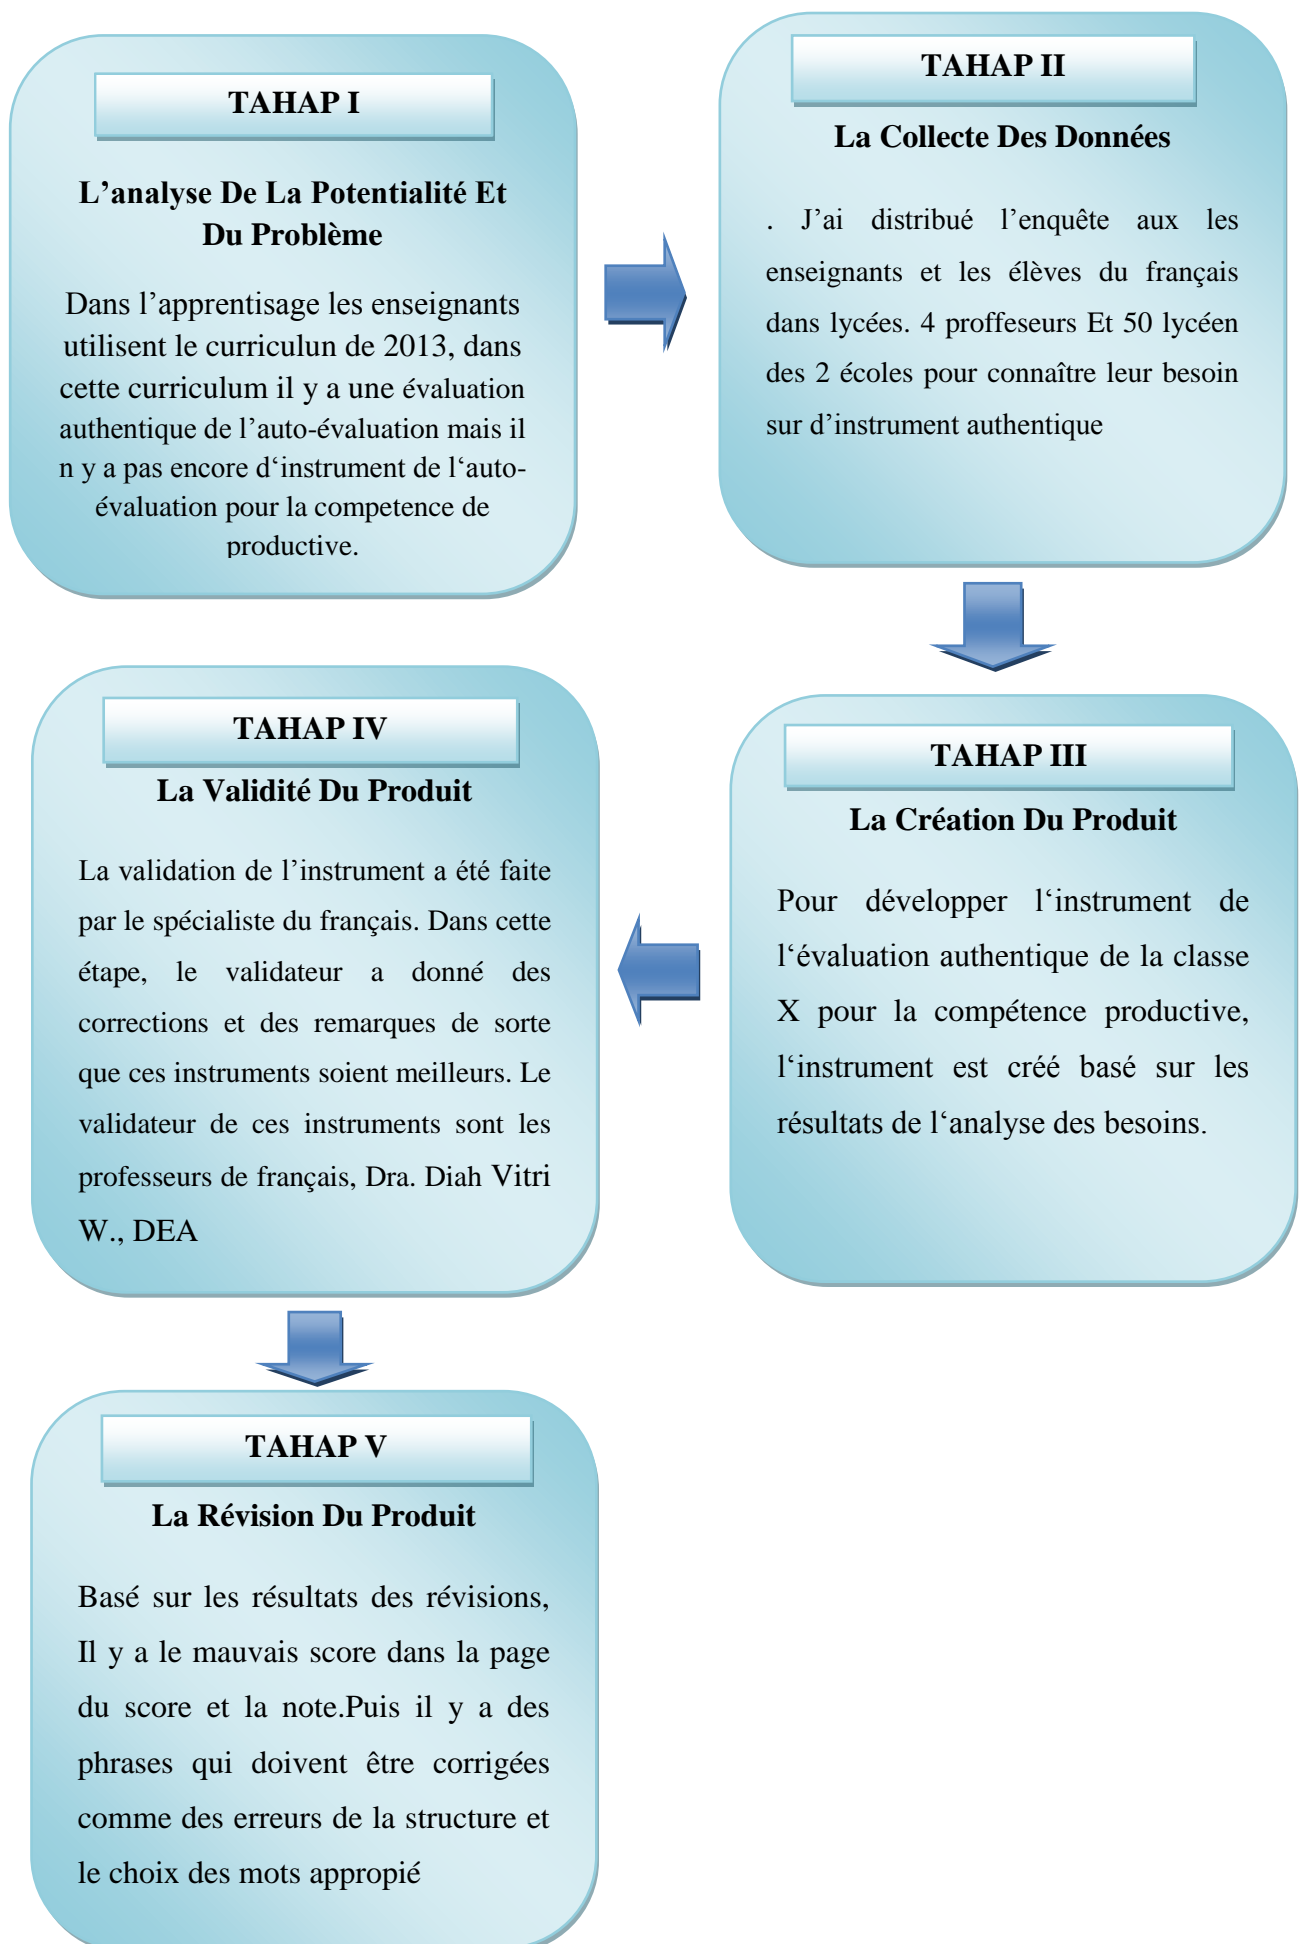 TAHAP I
L’analyse De La Potentialité Et
Du Problème
Dans l’apprentisage les enseignants
utilisent le curriculun de 2013, dans
cette curriculum il y a une évaluation
authentique de l’auto-évaluation mais il
n y a pas encore d‘instrument de l‘auto-
évaluation pour la competence de
productive.
TAHAP II
La Collecte Des Données
. J’ai distribué l’enquête aux les
enseignants et les élèves du français
dans lycées. 4 proffeseurs Et 50 lycéen
des 2 écoles pour connaître leur besoin
sur d’instrument authentique
TAHAP III
La Création Du Produit
Pour développer l‘instrument de
l‘évaluation authentique de la classe
X pour la compétence productive,
l‘instrument est créé basé sur les
résultats de l‘analyse des besoins.
TAHAP IV
La Validité Du Produit
La validation de l’instrument a été faite
par le spécialiste du français. Dans cette
étape, le validateur a donné des
corrections et des remarques de sorte
que ces instruments soient meilleurs. Le
validateur de ces instruments sont les
professeurs de français, Dra. Diah Vitri
W., DEA
TAHAP V
La Révision Du Produit
Basé sur les résultats des révisions,
Il y a le mauvais score dans la page
du score et la note.Puis il y a des
phrases qui doivent être corrigées
comme des erreurs de la structure et
le choix des mots appropié